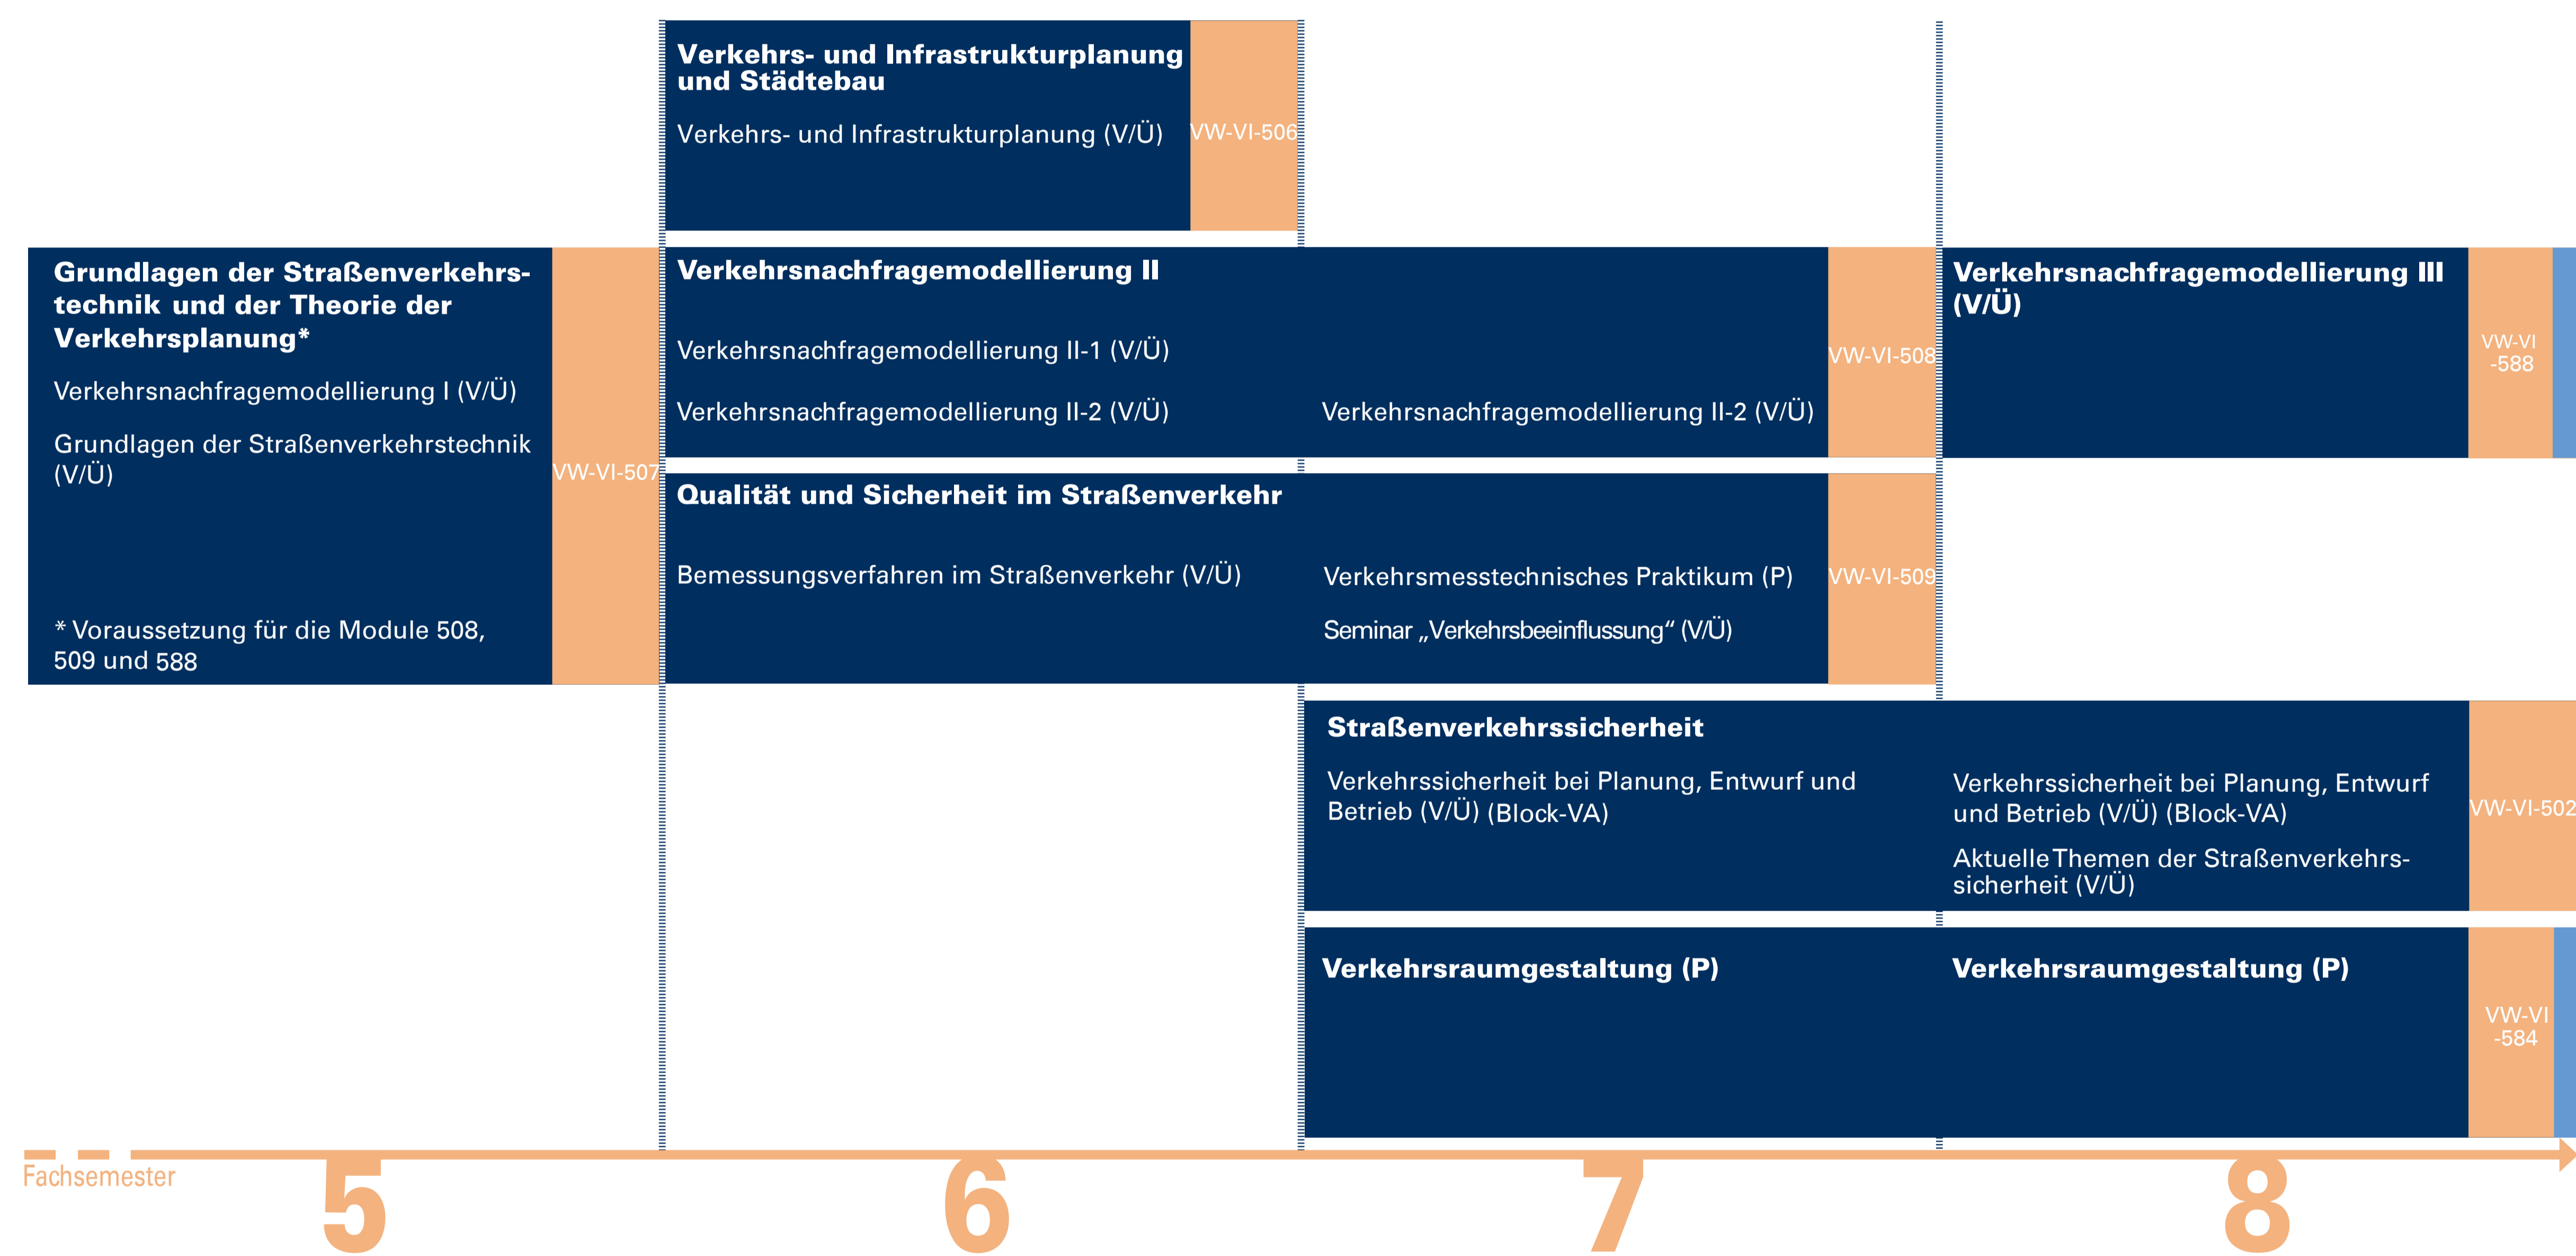 Verkehrs- und Infrastrukturplanung
und Städtebau
Verkehrs- und Infrastrukturplanung (V/Ü)
VW-VI-506
Grundlagen der Straßenverkehrs-
technik und der Theorie der
Verkehrsplanung*
Verkehrsnachfragemodellierung I (V/Ü)
Grundlagen der Straßenverkehrstechnik
(V/Ü)
* Voraussetzung für die Module 508,
509 und 588
VW-VI-507
Verkehrsnachfragemodellierung II
Verkehrsnachfragemodellierung II-1 (V/Ü)
Verkehrsnachfragemodellierung II-2 (V/Ü)
Verkehrsnachfragemodellierung II-2 (V/Ü)
VW-VI-508
Verkehrsnachfragemodellierung III
(V/Ü)
VW-VI
-588
Qualität und Sicherheit im Straßenverkehr
Bemessungsverfahren im Straßenverkehr (V/Ü)
Verkehrsmesstechnisches Praktikum (P)
Seminar „Verkehrsbeeinflussung“ (V/Ü)
VW-VI-509
Straßenverkehrssicherheit
Verkehrssicherheit bei Planung, Entwurf und
Betrieb (V/Ü) (Block-VA)
Verkehrssicherheit bei Planung, Entwurf
und Betrieb (V/Ü) (Block-VA)
Aktuelle Themen der Straßenverkehrs-
sicherheit (V/Ü)
VW-VI-502
Verkehrsraumgestaltung (P)
Verkehrsraumgestaltung (P)
VW-VI
-584
Fachsemester
5
6
7
8